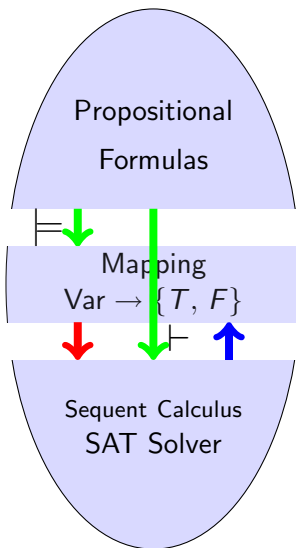 Propositional
Formulas
⊨
Mapping
Var → {T, F}
⊢
Sequent Calculus
SAT Solver